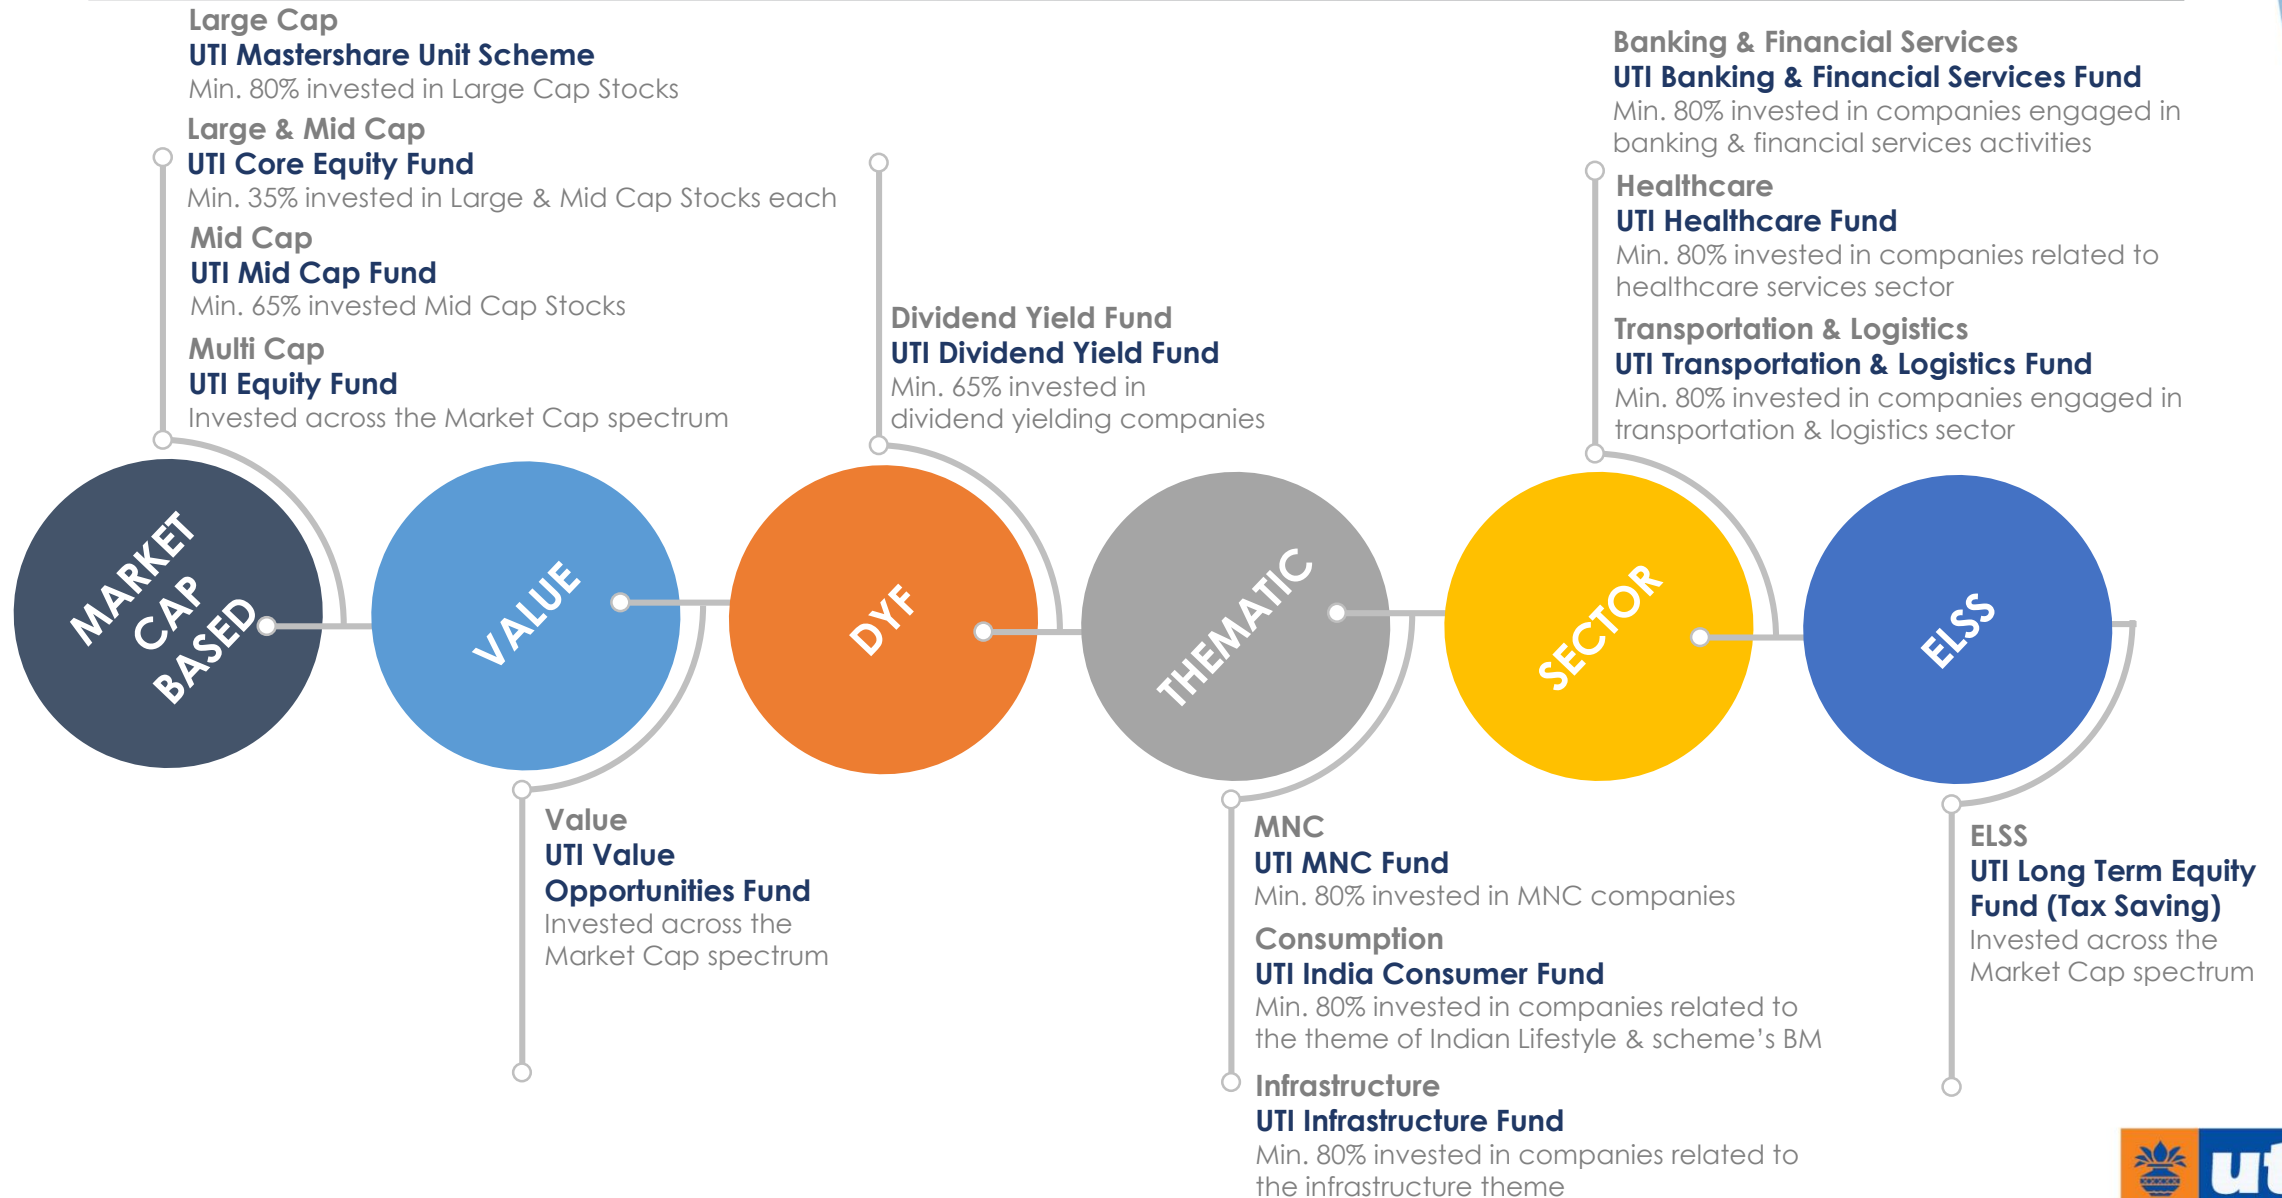 Large Cap
UTI Mastershare Unit Scheme
Min. 80% invested in Large Cap Stocks
Large & Mid Cap
UTI Core Equity Fund
Min. 35% invested in Large & Mid Cap Stocks each
Mid Cap
UTI Mid Cap Fund
Min. 65% invested Mid Cap Stocks
Multi Cap
UTI Equity Fund
Invested across the Market Cap spectrum
Dividend Yield Fund
UTI Dividend Yield Fund
Min. 65% invested in
dividend yielding companies
Banking & Financial Services
UTI Banking & Financial Services Fund
Min. 80% invested in companies engaged in
banking & financial services activities
Healthcare
UTI Healthcare Fund
Min. 80% invested in companies related to
healthcare services sector
Transportation & Logistics
UTI Transportation & Logistics Fund
Min. 80% invested in companies engaged in
transportation & logistics sector
MARKET
CAP
BASED
VALUE
DYF
THEMATIC
SECTOR
ELSS
Value
UTI Value
Opportunities Fund
Invested across the
Market Cap spectrum
MNC
UTI MNC Fund
Min. 80% invested in MNC companies
Consumption
UTI India Consumer Fund
Min. 80% invested in companies related to
the theme of Indian Lifestyle & scheme’s BM
Infrastructure
UTI Infrastructure Fund
Min. 80% invested in companies related to
the infrastructure theme
ELSS
UTI Long Term Equity
Fund (Tax Saving)
Invested across the
Market Cap spectrum